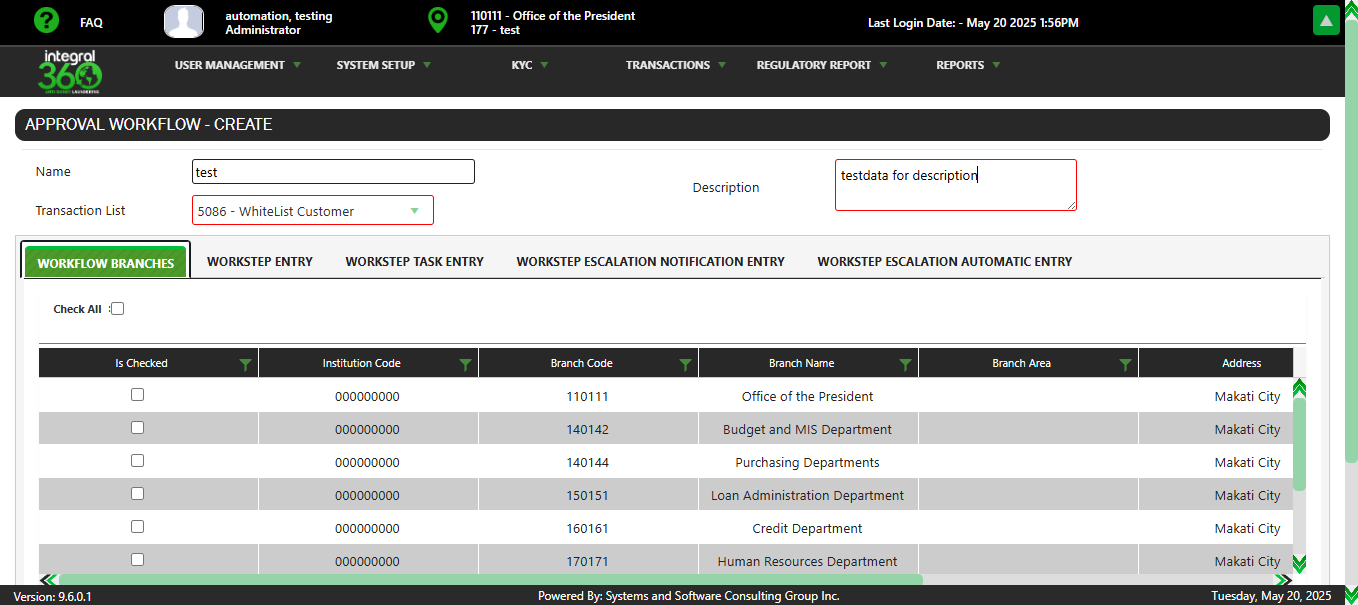 FAQ
automation, testing
Administrator
110111 - Office of the President
177 - test
Last Login Date: - May 20 2025 1:56PM
integral
360
USER MANAGEMENT
SYSTEM SETUP
KYC
TRANSACTIONS
REGULATORY REPORT
REPORTS
APPROVAL WORKFLOW - CREATE
Name
test
Description
testdata for description
Transaction List
5086 - WhiteList Customer
WORKFLOW BRANCHES
WORKSTEP ENTRY
WORKSTEP TASK ENTRY
WORKSTEP ESCALATION NOTIFICATION ENTRY
WORKSTEP ESCALATION AUTOMATIC ENTRY
Check All :
Is Checked Institution Code Branch Code Branch Name Branch Area Address
000000000 110111 Office of the President Makati City
000000000 140142 Budget and MIS Department Makati City
000000000 140144 Purchasing Departments Makati City
000000000 150151 Loan Administration Department Makati City
000000000 160161 Credit Department Makati City
000000000 170171 Human Resources Department Makati City
Version: 9.6.0.1
Powered By: Systems and Software Consulting Group Inc.
Tuesday, May 20, 2025